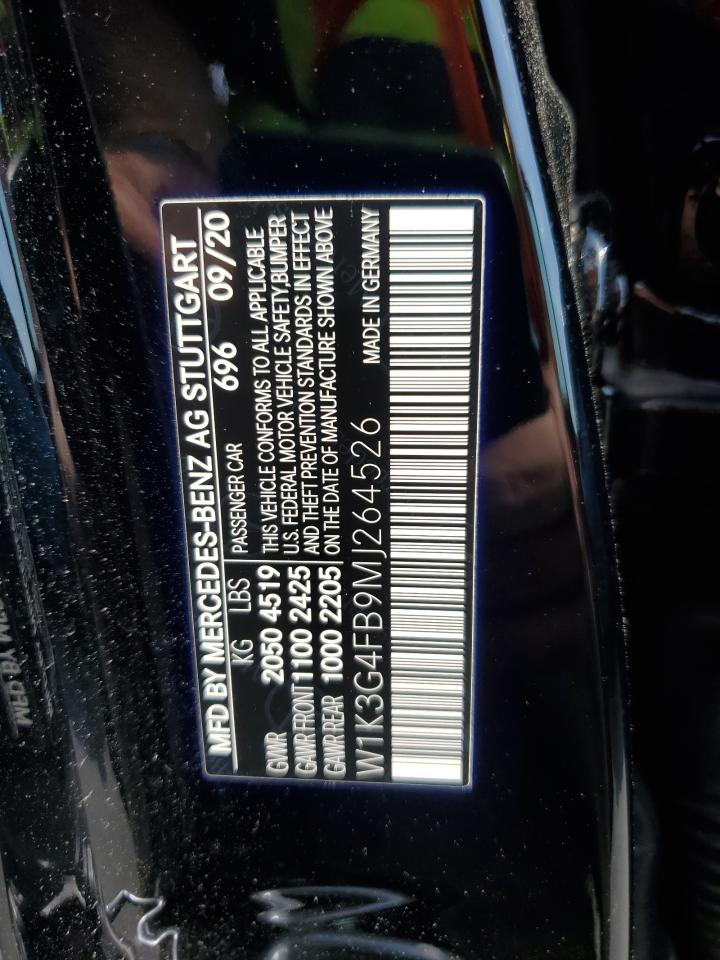 MFD BY MERCEDES-BENZ AG STUTTGART
KG LBS 696 09/20
GVWR 2050 4519 PASSENGER CAR
GAWR FRONT 1100 2425
GAWR REAR 1000 2205
THIS VEHICLE CONFORMS TO ALL APPLICABLE
U.S. FEDERAL MOTOR VEHICLE SAFETY,BUMPER
AND THEFT PREVENTION STANDARDS IN EFFECT
ON THE DATE OF MANUFACTURE SHOWN ABOVE
W1K3G4FB9MJ264526 MADE IN GERMANY